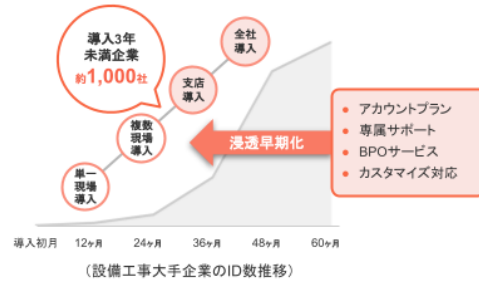 導入3年
未満企業
約1,000社
全社
導入
支店
導入
複数
現場
導入
単一
現場
導入
浸透早期化
• アカウントプラン
• 専属サポート
• BPOサービス
• カスタマイズ対応
導入初月 12ヶ月 24ヶ月 36ヶ月 48ヶ月 60ヶ月
（設備工事大手企業のID数推移）